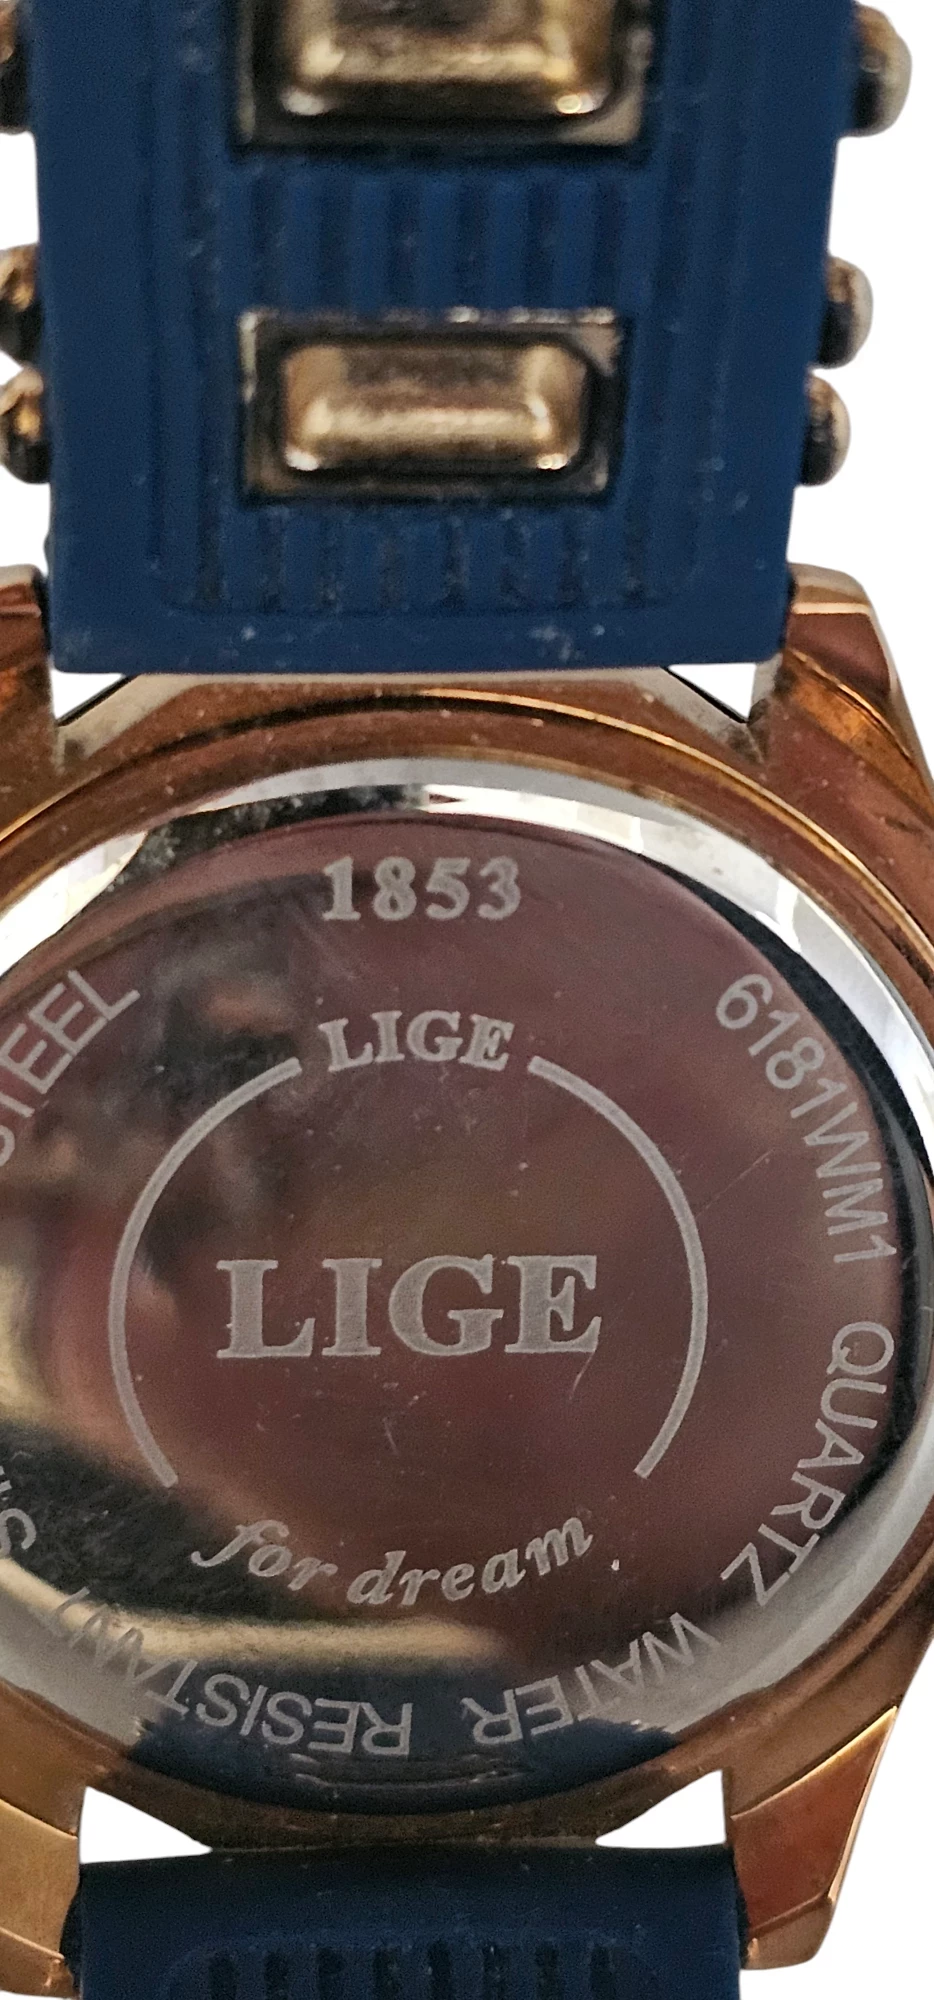 1853
LIGE
LIGE
for dream
6181WM1 QUARTZ WATER RESISTANT
STEEL